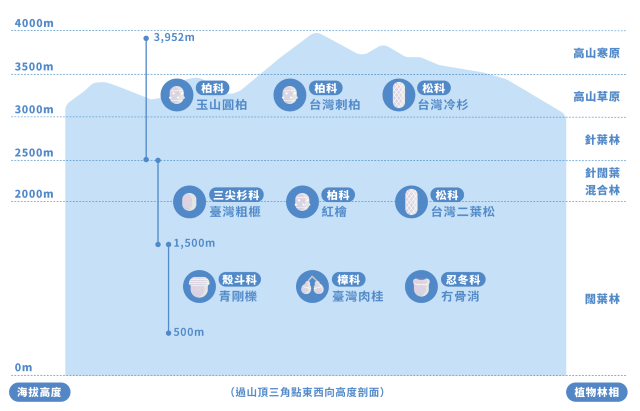 4000m
3,952m
高山寒原
3500m
柏科
玉山圓柏
柏科
台灣刺柏
松科
台灣冷杉
高山草原
3000m
針葉林
2500m
針闊葉
混合林
2000m
三尖杉科
臺灣粗榧
柏科
紅檜
松科
台灣二葉松
1,500m
殼斗科
青剛櫟
樟科
臺灣肉桂
忍冬科
冇骨消
闊葉林
500m
0m
海拔高度
（過山頂三角點東西向高度剖面）
植物林相